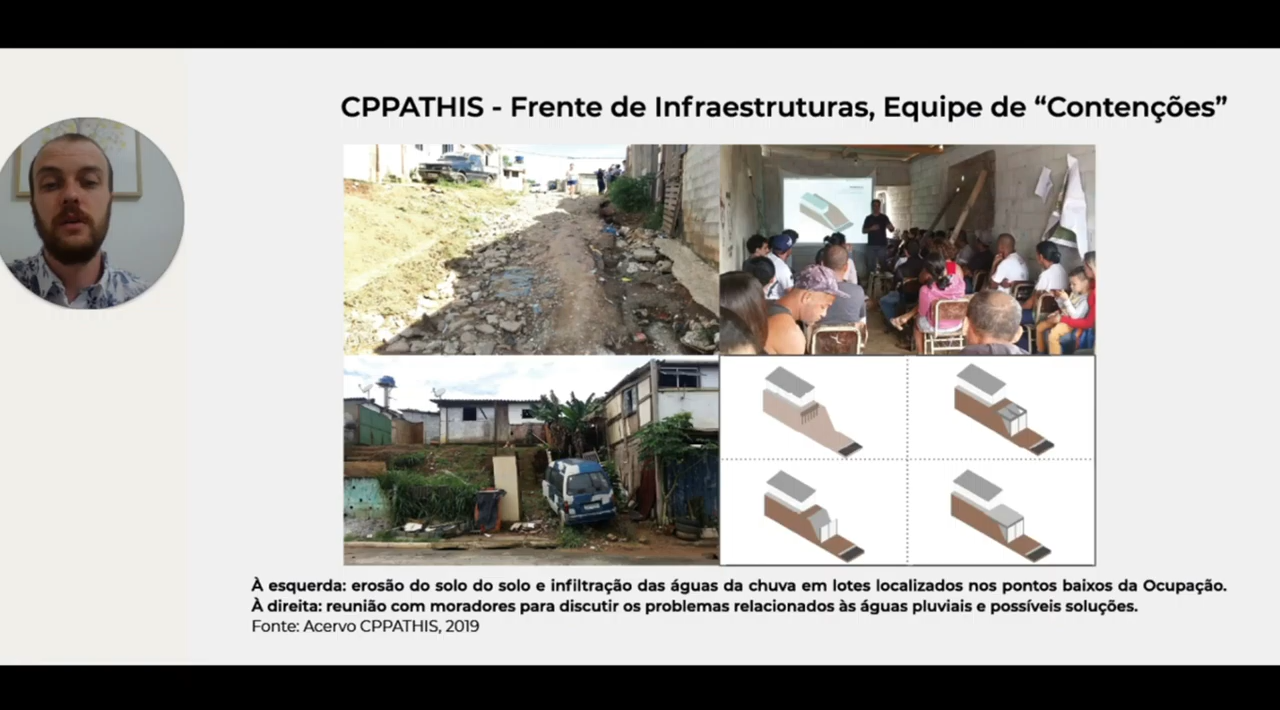 CPPATHIS - Frente de Infraestruturas, Equipe de “Contenções”
À esquerda: erosão do solo do solo e infiltração das águas da chuva em lotes localizados nos pontos baixos da Ocupação.
À direita: reunião com moradores para discutir os problemas relacionados às águas pluviais e possíveis soluções.
Fonte: Acervo CPPATHIS, 2019